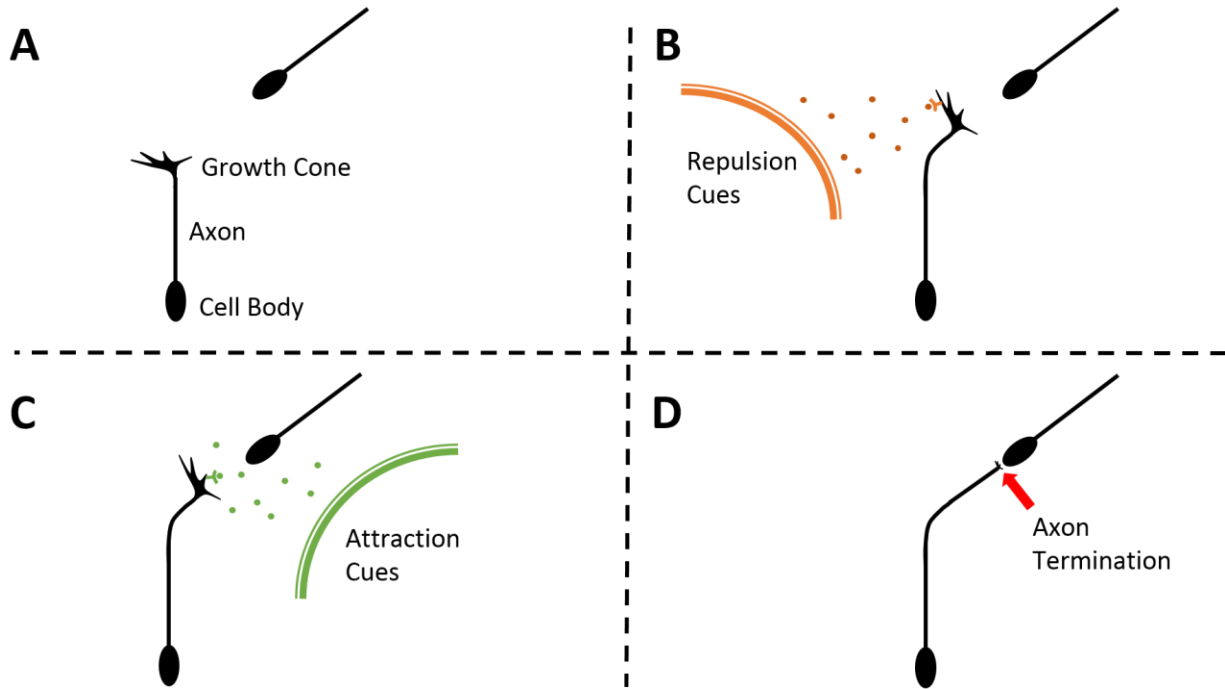 A
Growth Cone
Axon
Cell Body
B
Repulsion
Cues
C
Attraction
Cues
D
Axon
Termination